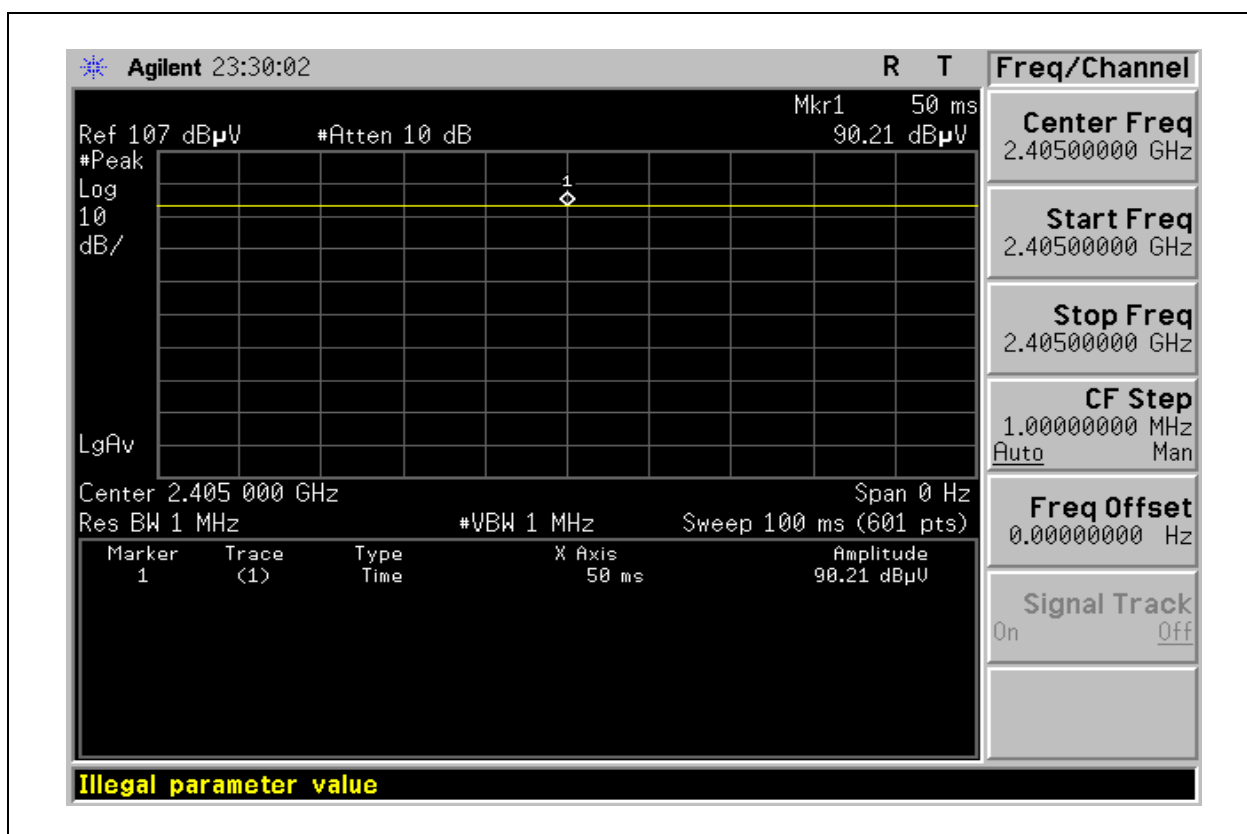 Agilent 23:30:02 R T
Mkr1 50 ms
Ref 107 dBµV #Atten 10 dB 90.21 dBµV
#Peak
Log
10
dB/
1
LgAv
Center 2.405 000 GHz Span 0 Hz
Res BW 1 MHz #VBW 1 MHz Sweep 100 ms (601 pts)
Marker Trace Type X Axis Amplitude
1 (1) Time 50 ms 90.21 dBµV
Illegal parameter value
Freq/Channel
Center Freq
2.40500000 GHz
Start Freq
2.40500000 GHz
Stop Freq
2.40500000 GHz
CF Step
1.00000000 MHz
Auto Man
Freq Offset
0.00000000 Hz
Signal Track
On Off